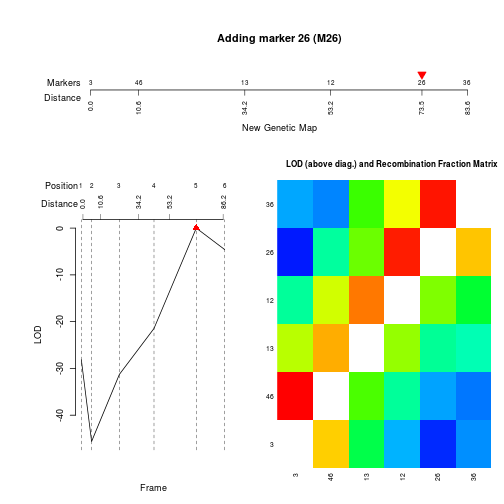 Adding marker 26 (M26)
Markers 3 46 13 12 26 36
Distance 0.0 10.6 34.2 53.2 73.5 83.6
New Genetic Map
LOD (above diag.) and Recombination Fraction Matrix
Position 1 2 3 4 5 6
Distance 0.0 10.6 34.2 53.2 86.2
LOD
0
-10
-20
-30
-40
Frame
36
26
12
13
46
3
3 46 13 12 26 36